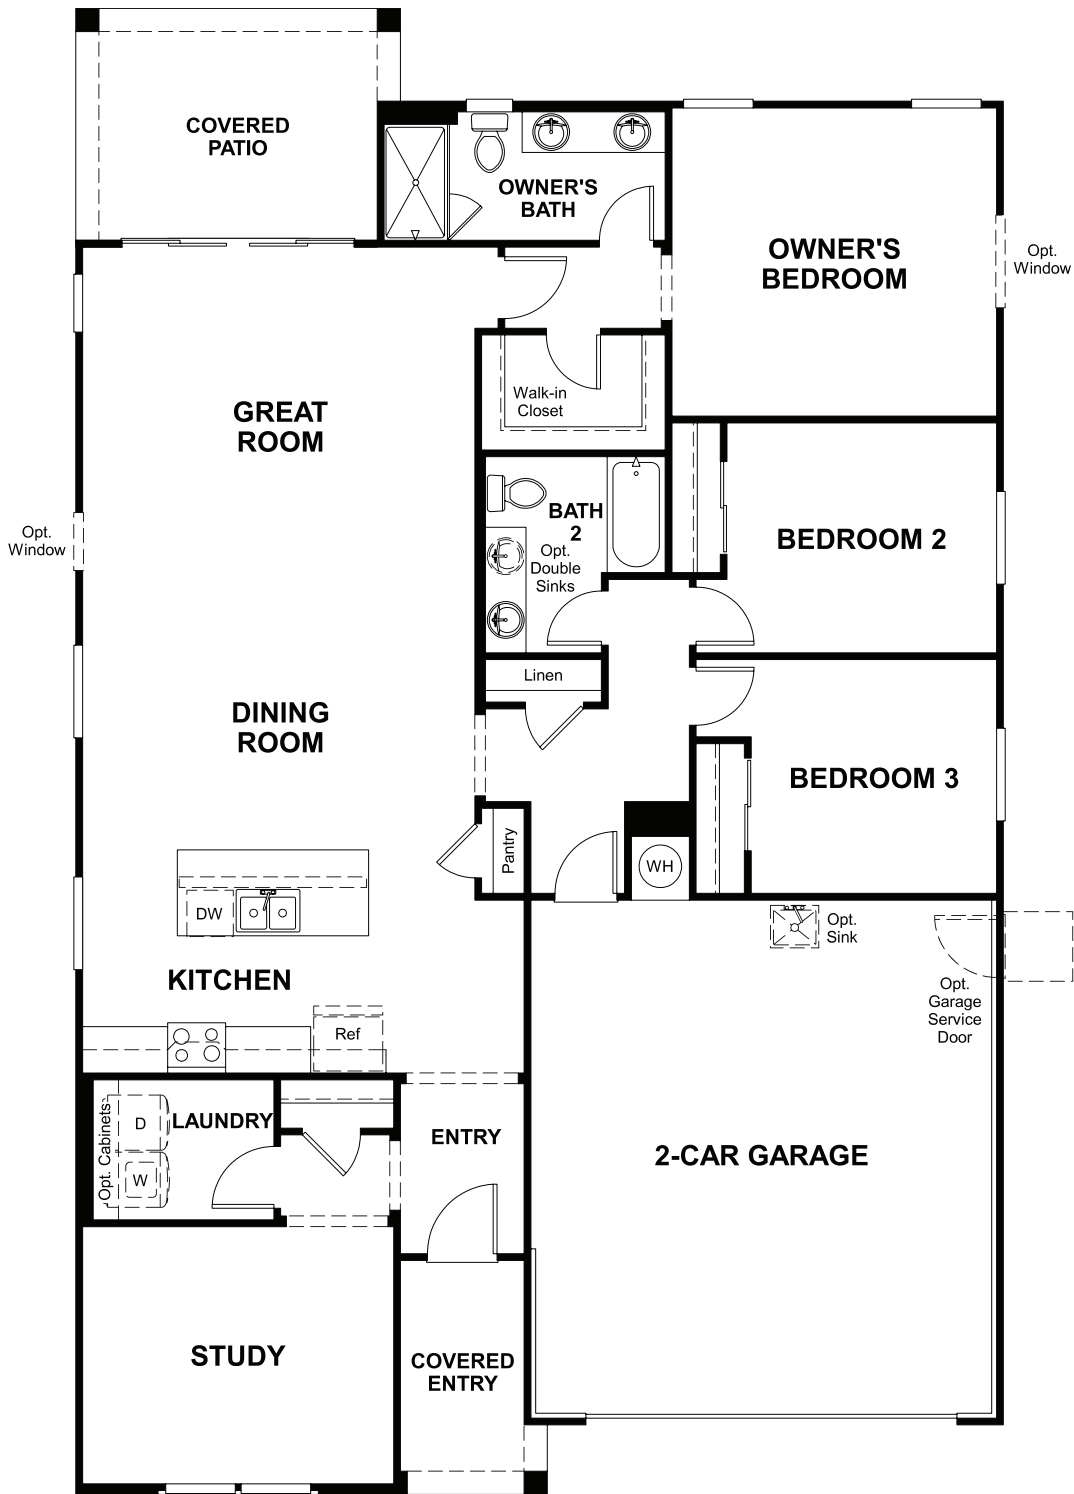 COVERED
PATIO
OWNER'S
BATH
OWNER'S
BEDROOM
Opt.
Window
Walk-in
Closet
GREAT
ROOM
BATH
2
Opt.
Double
Sinks
BEDROOM 2
Opt.
Window
Linen
DINING
ROOM
BEDROOM 3
Pantry
WH
DW
Opt.
Sink
KITCHEN
Opt.
Garage
Service
Door
Ref
Opt. Cabinets
D
LAUNDRY
W
ENTRY
2-CAR GARAGE
STUDY
COVERED
ENTRY